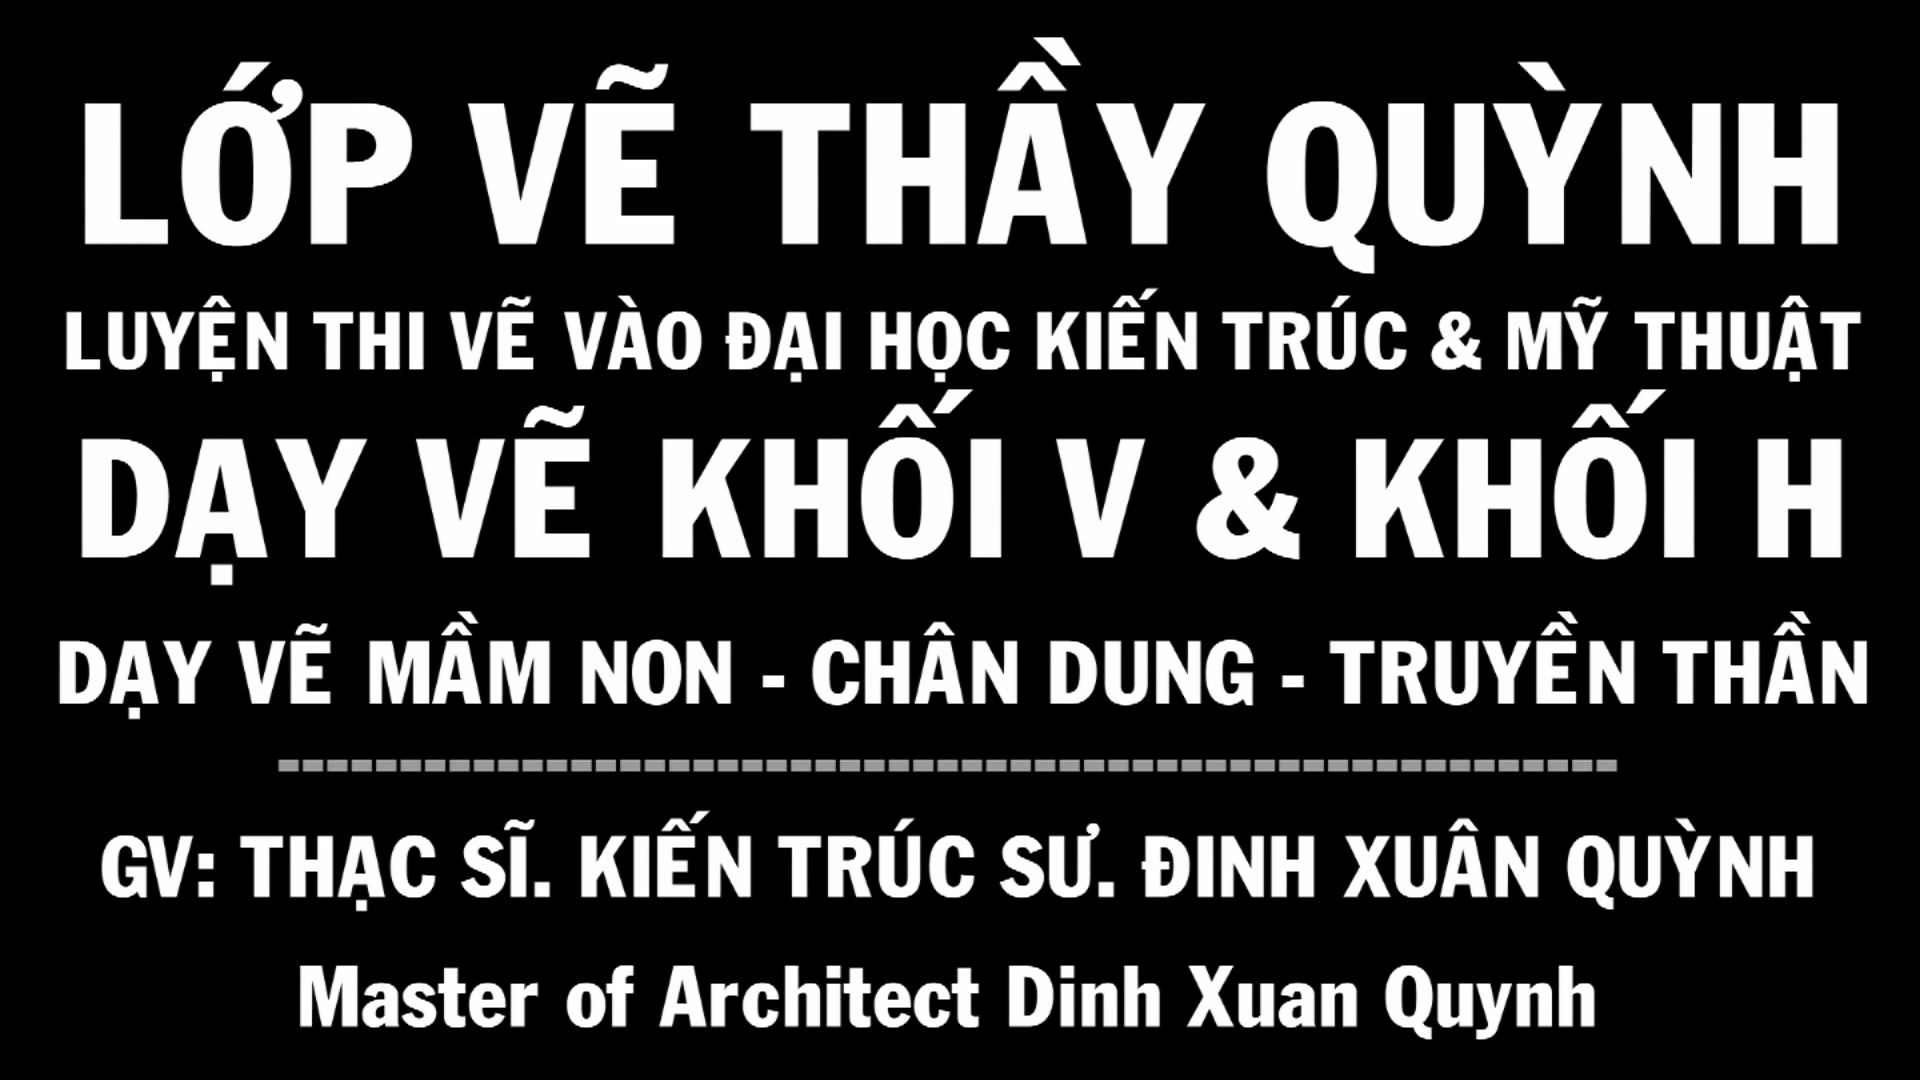 LỚP VẼ THẦY QUỲNH
LUYỆN THI VẼ VÀO ĐẠI HỌC KIẾN TRÚC & MỸ THUẬT
DẠY VẼ KHỐI V & KHỐI H
DẠY VẼ MẦM NON - CHÂN DUNG - TRUYỀN THẦN
-------------------------------------------------------
GV: THẠC SĨ. KIẾN TRÚC SƯ. ĐINH XUÂN QUỲNH
Master of Architect Dinh Xuan Quynh